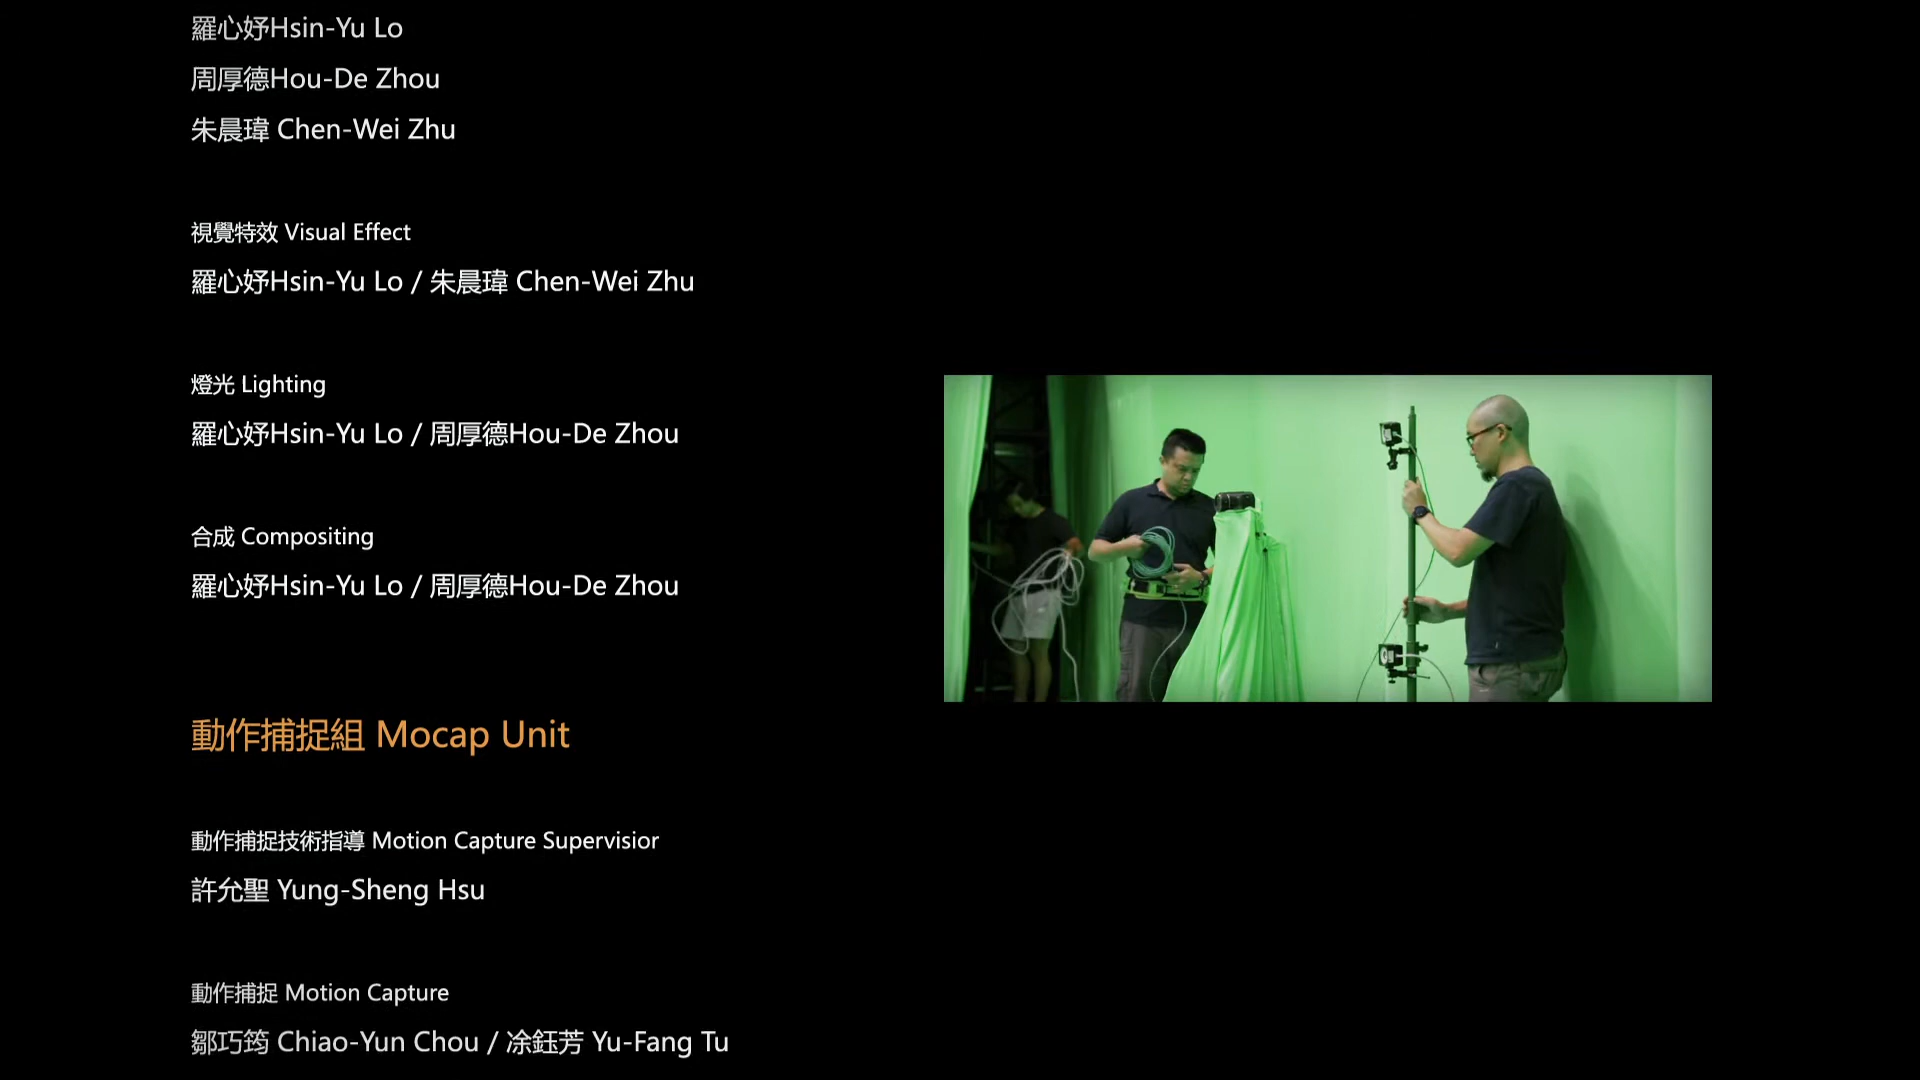 羅心妤Hsin-Yu Lo
周厚德Hou-De Zhou
朱晨瑋 Chen-Wei Zhu
視覺特效 Visual Effect
羅心妤Hsin-Yu Lo / 朱晨瑋 Chen-Wei Zhu
燈光 Lighting
羅心妤Hsin-Yu Lo / 周厚德Hou-De Zhou
合成 Compositing
羅心妤Hsin-Yu Lo / 周厚德Hou-De Zhou
動作捕捉組 Mocap Unit
動作捕捉技術指導 Motion Capture Supervisior
許允聖 Yung-Sheng Hsu
動作捕捉 Motion Capture
鄒巧筠 Chiao-Yun Chou / 凃鈺芳 Yu-Fang Tu